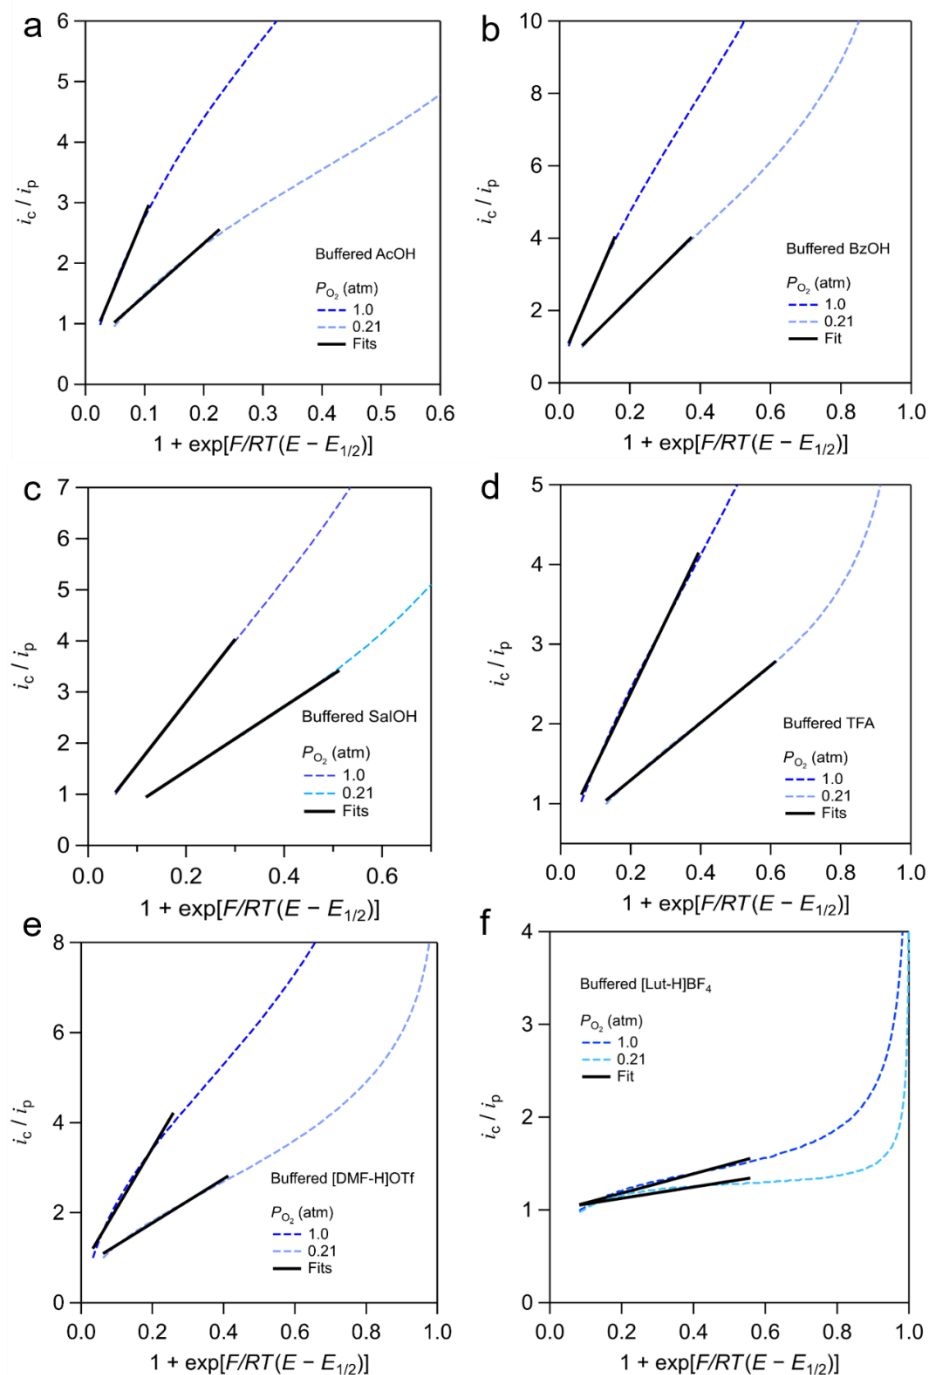 a
6
5
4
3
2
1
0
i_c / i_p
Buffered AcOH
P_O₂ (atm)
1.0
0.21
Fits
0.0 0.1 0.2 0.3 0.4 0.5 0.6
1 + exp[F/RT(E − E_1/2)]
b
10
8
6
4
2
0
i_c / i_p
Buffered BzOH
P_O₂ (atm)
1.0
0.21
Fit
0.0 0.2 0.4 0.6 0.8 1.0
1 + exp[F/RT(E − E_1/2)]
c
7
6
5
4
3
2
1
0
i_c / i_p
Buffered SalOH
P_O₂ (atm)
1.0
0.21
Fits
0.0 0.2 0.4 0.6
1 + exp[F/RT(E − E_1/2)]
d
5
4
3
2
1
i_c / i_p
Buffered TFA
P_O₂ (atm)
1.0
0.21
Fits
0.0 0.2 0.4 0.6 0.8 1.0
1 + exp[F/RT(E − E_1/2)]
e
8
6
4
2
0
i_c / i_p
Buffered [DMF-H]OTf
P_O₂ (atm)
1.0
0.21
Fits
0.0 0.2 0.4 0.6 0.8 1.0
1 + exp[F/RT(E − E_1/2)]
f
4
3
2
1
0
i_c / i_p
Buffered [Lut-H]BF₄
P_O₂ (atm)
1.0
0.21
Fit
0.0 0.2 0.4 0.6 0.8 1.0
1 + exp[F/RT(E − E_1/2)]